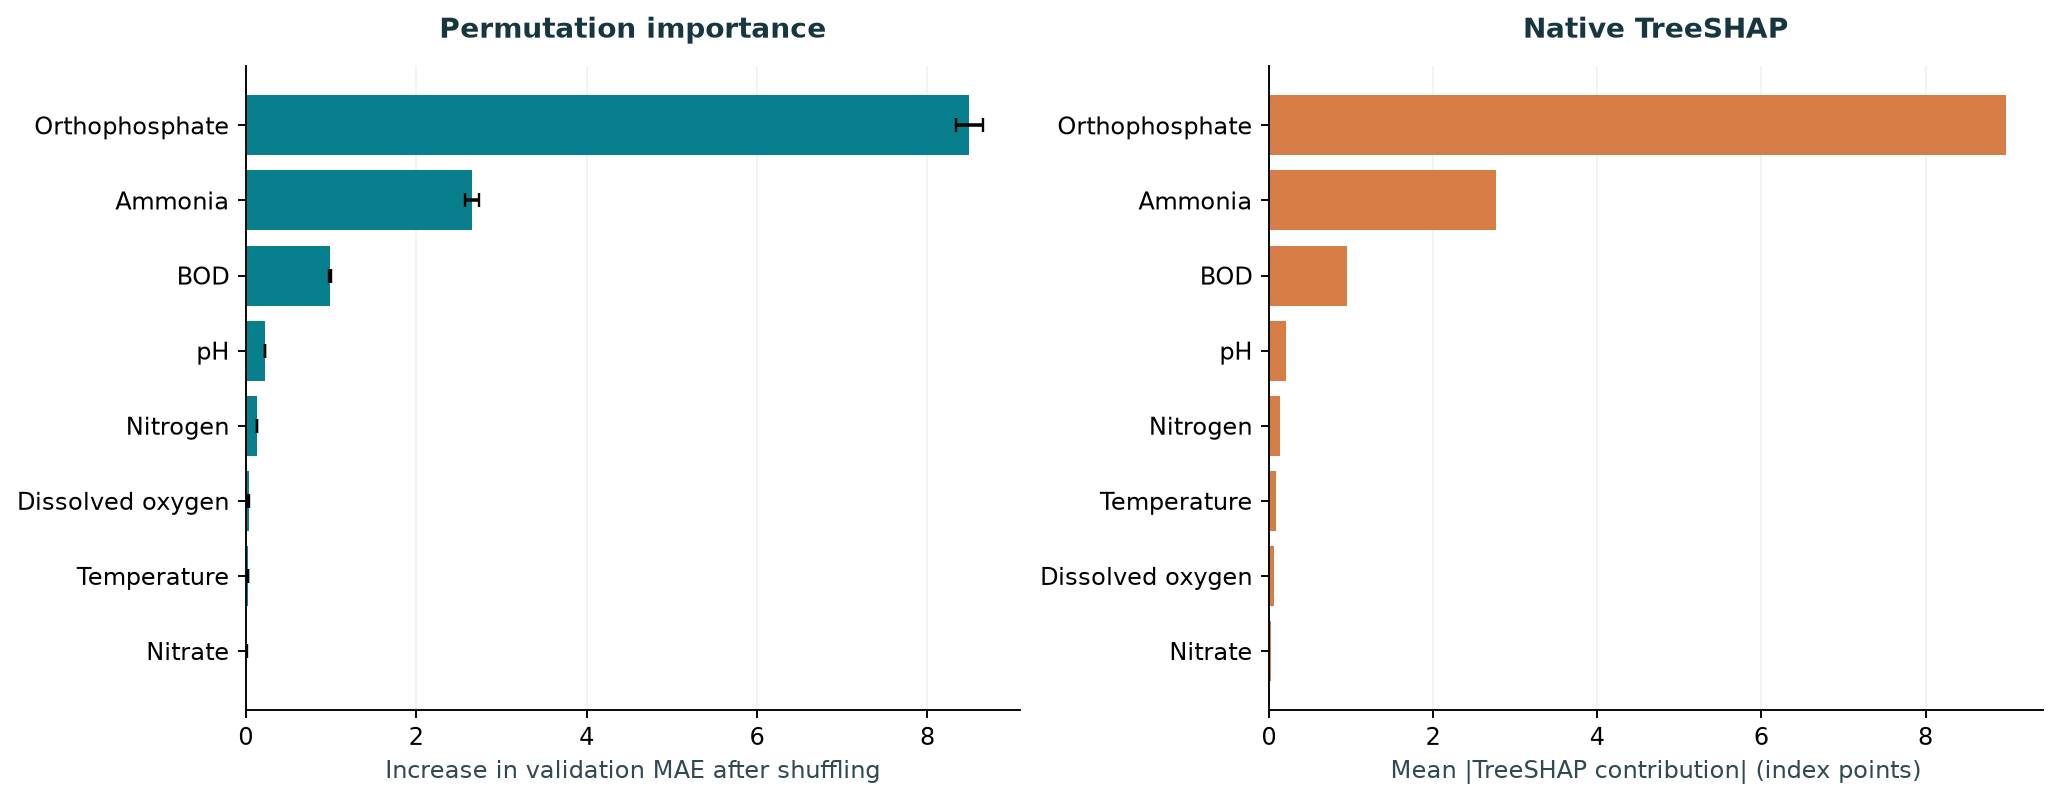 Permutation importance
Orthophosphate
Ammonia
BOD
pH
Nitrogen
Dissolved oxygen
Temperature
Nitrate
0 2 4 6 8
Increase in validation MAE after shuffling
Native TreeSHAP
Orthophosphate
Ammonia
BOD
pH
Nitrogen
Temperature
Dissolved oxygen
Nitrate
0 2 4 6 8
Mean |TreeSHAP contribution| (index points)